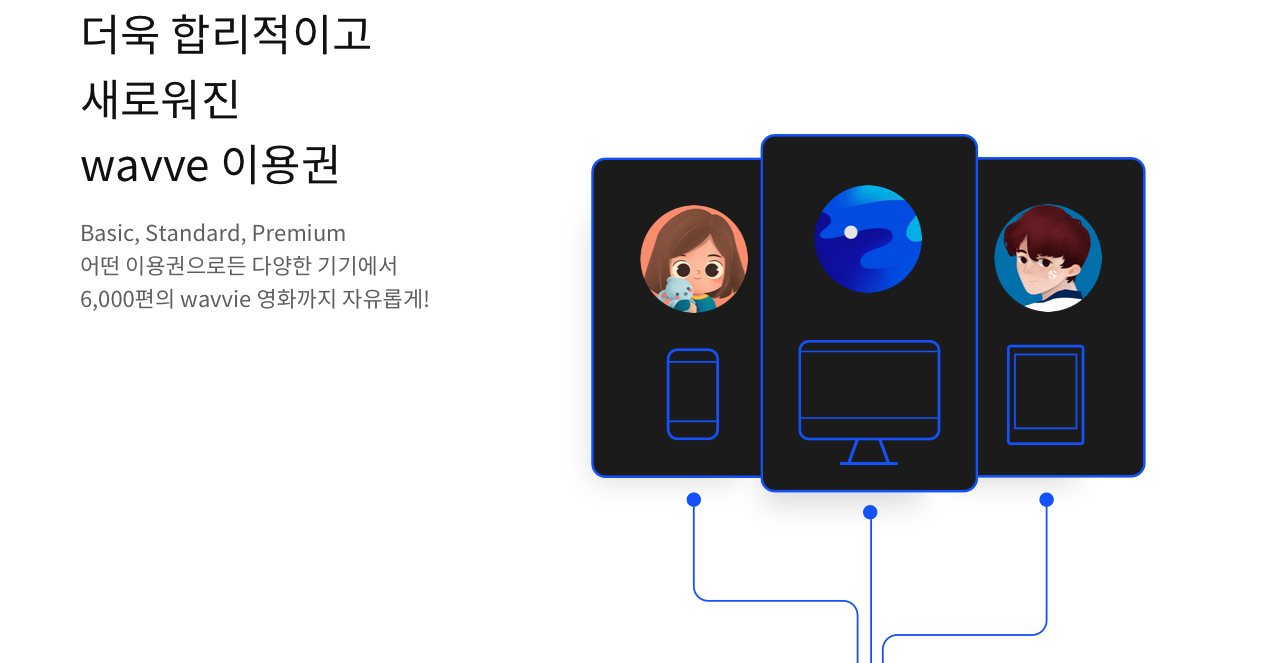 더욱 합리적이고
새로워진
wavve 이용권
Basic, Standard, Premium
어떤 이용권으로든 다양한 기기에서
6,000편의 wavvie 영화까지 자유롭게!